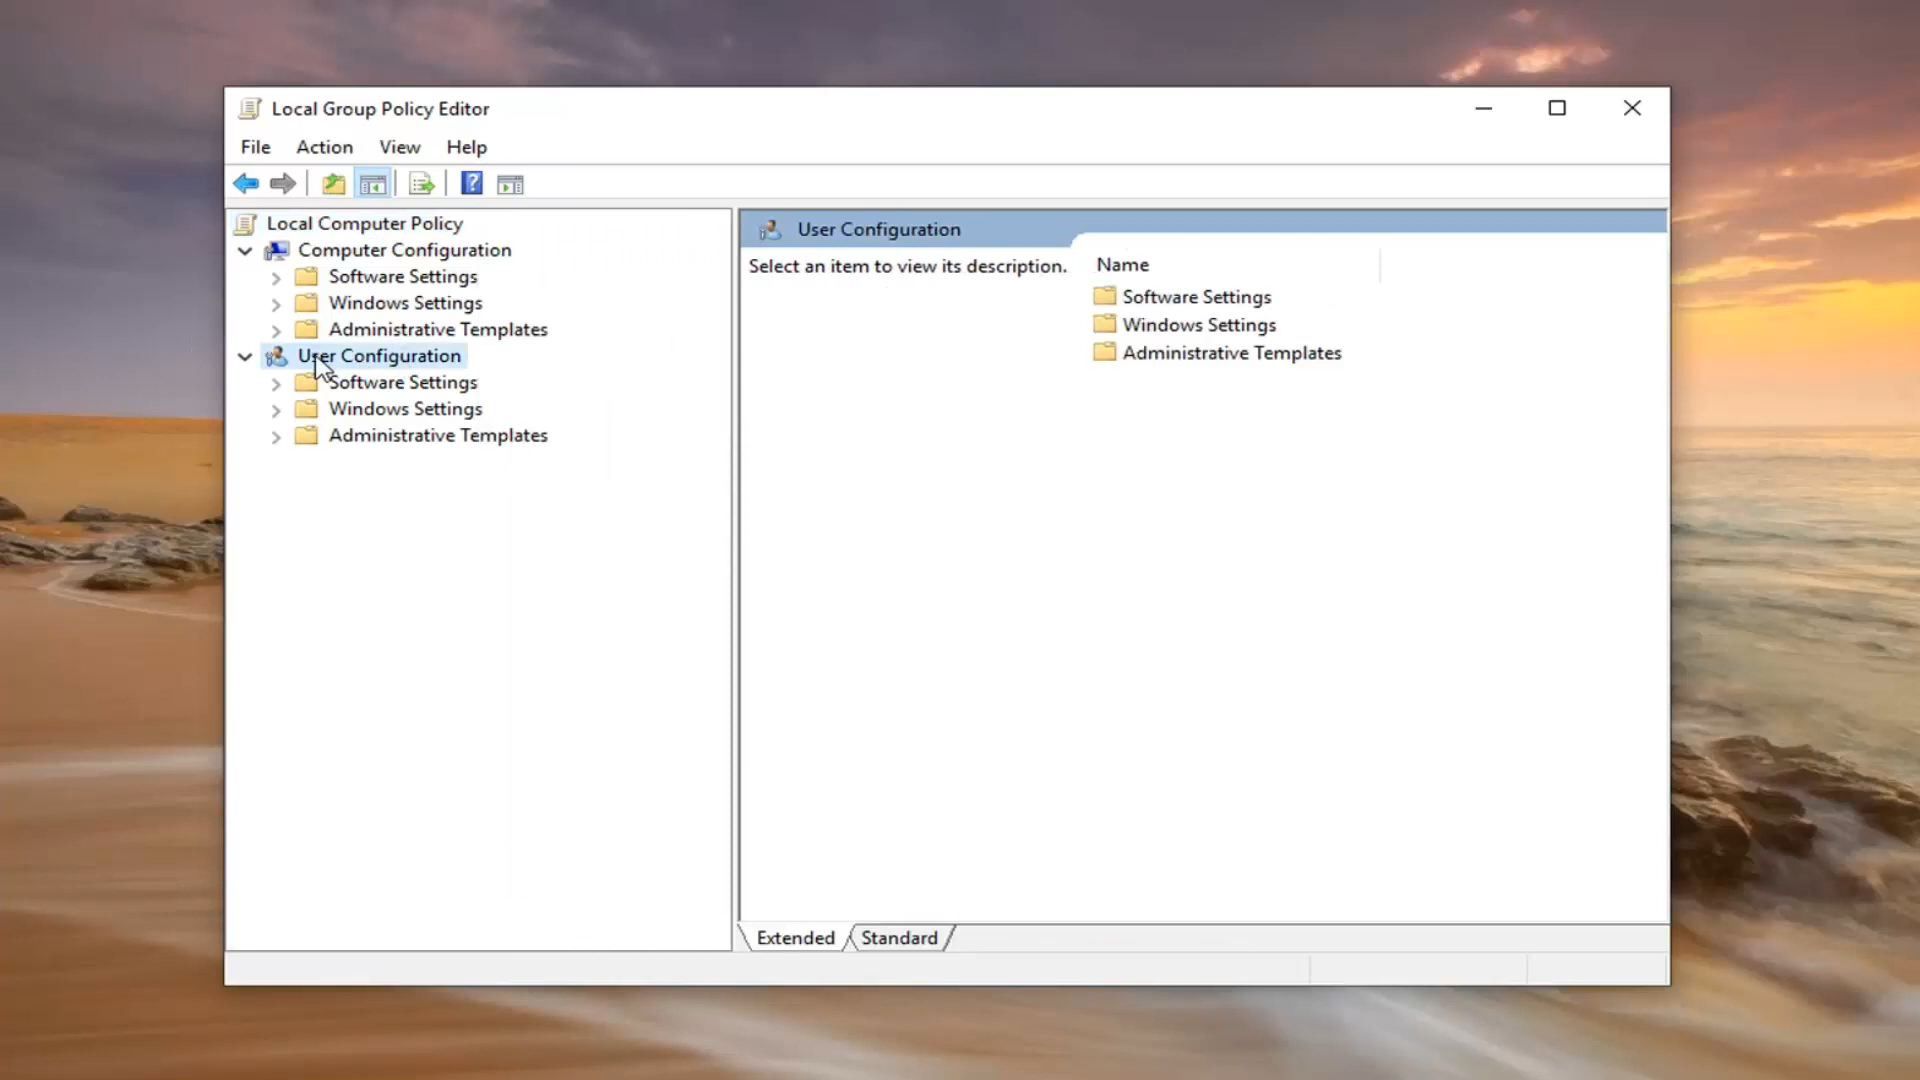 Local Group Policy Editor
File Action View Help
Local Computer Policy
Computer Configuration
Software Settings
Windows Settings
Administrative Templates
User Configuration
Software Settings
Windows Settings
Administrative Templates
User Configuration
Select an item to view its description.
Name
Software Settings
Windows Settings
Administrative Templates
Extended Standard